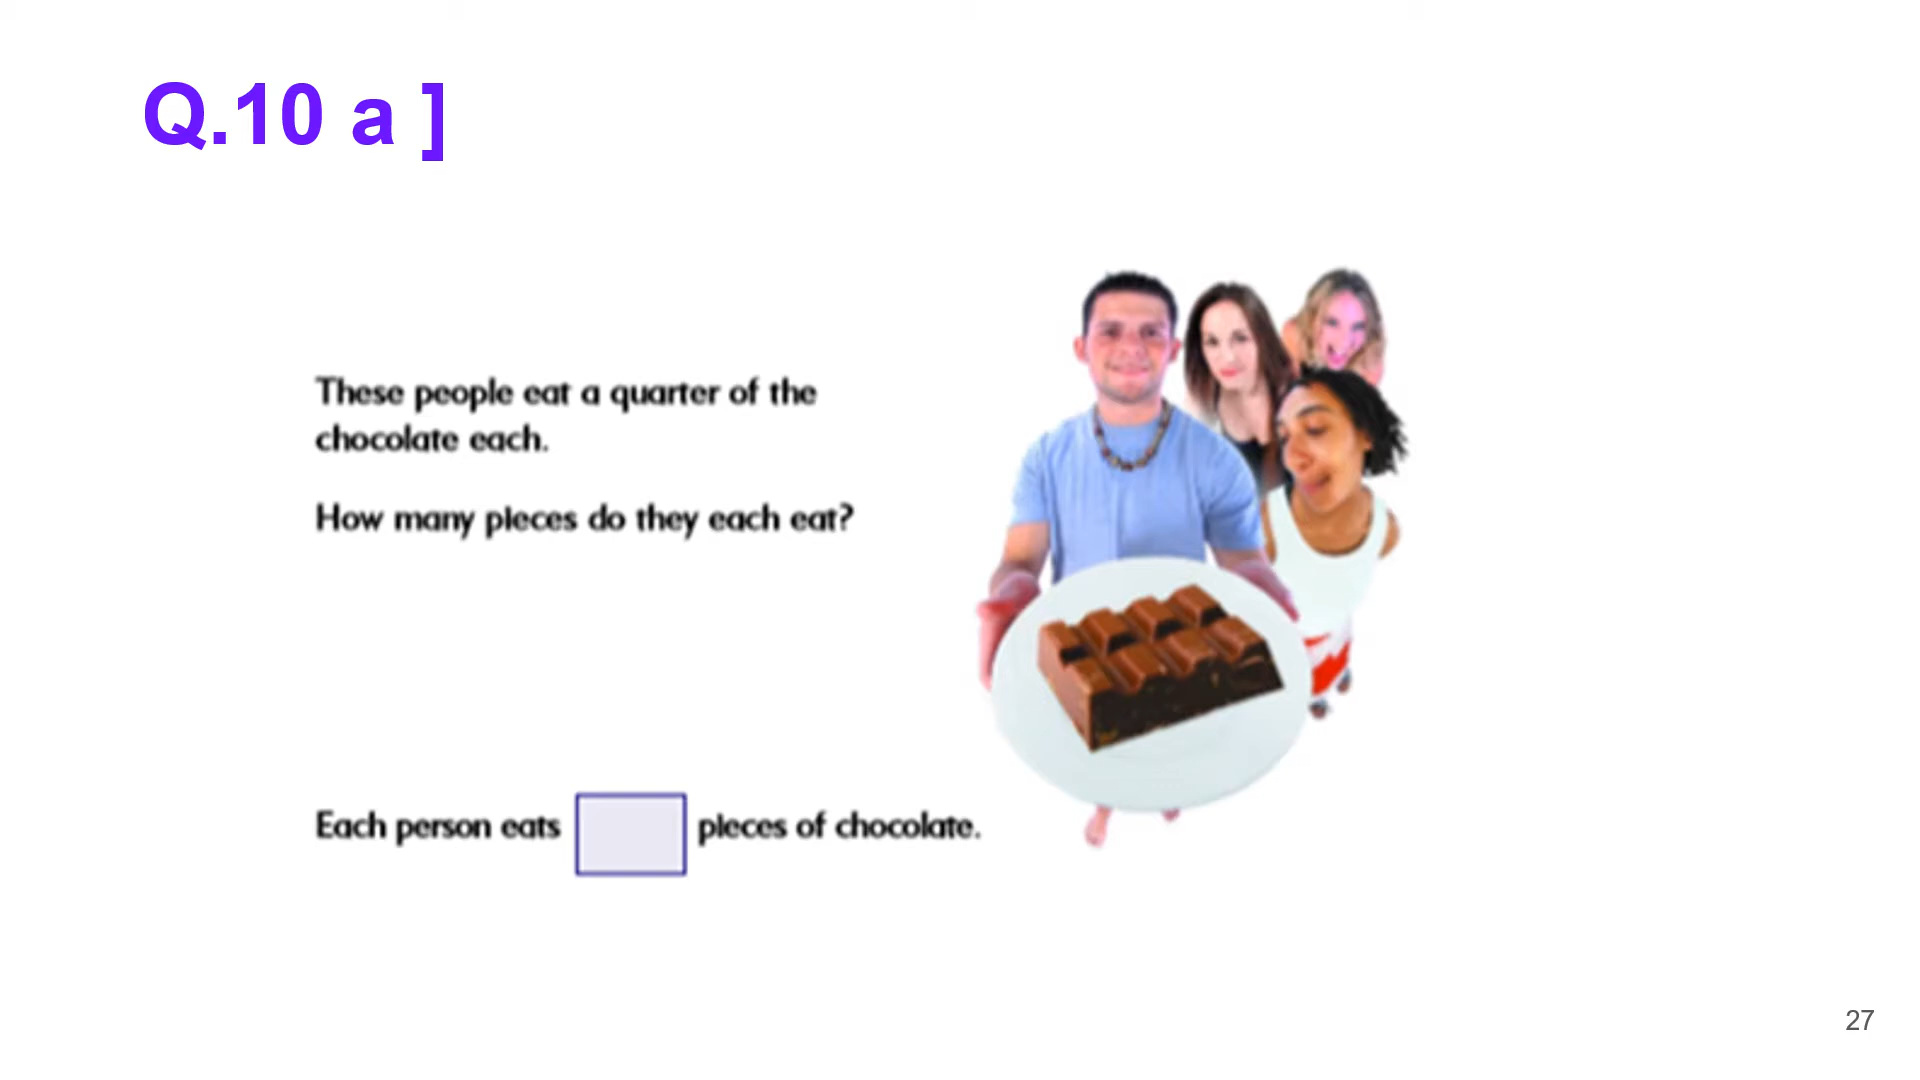 Q.10 a ]
These people eat a quarter of the
chocolate each.
How many pieces do they each eat?
Each person eats
pieces of chocolate.
27